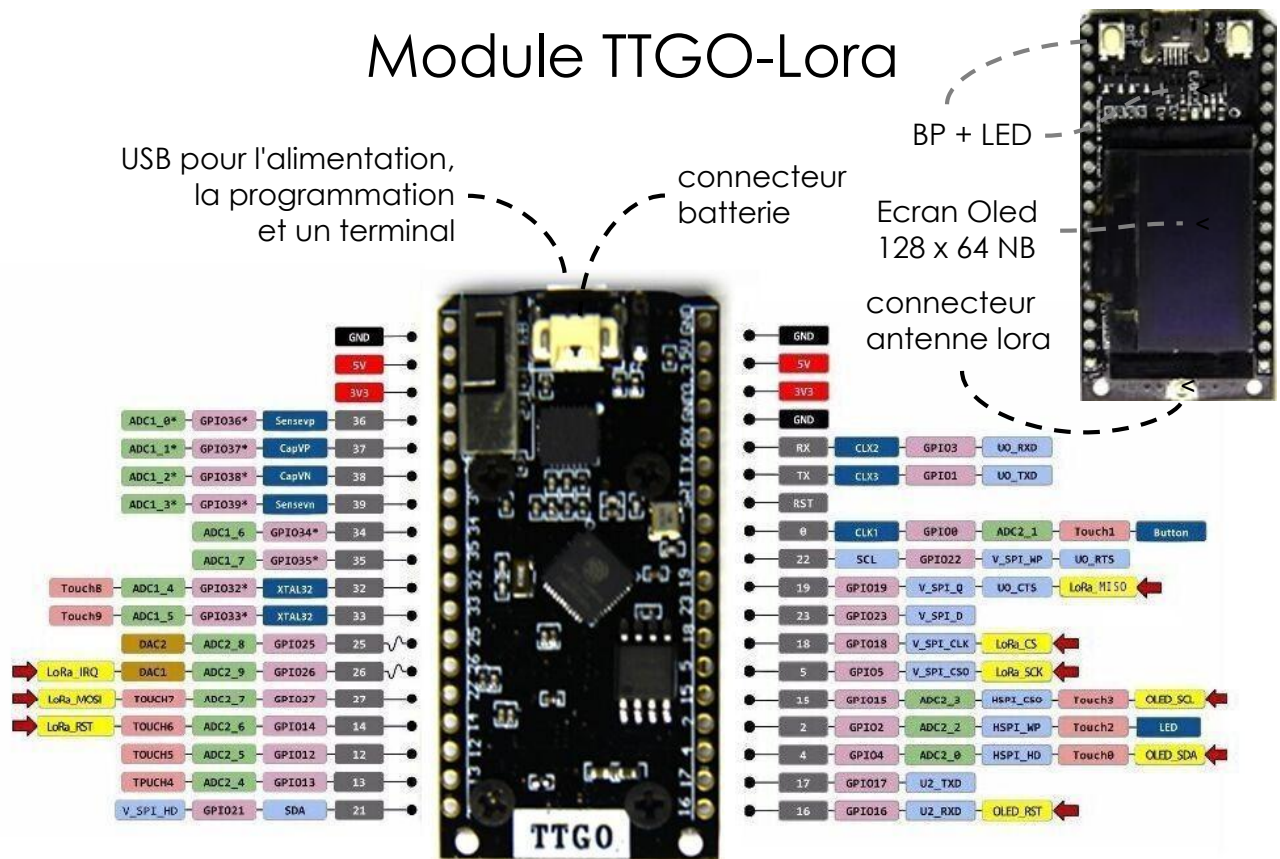 Module TTGO-Lora
BP + LED
USB pour l'alimentation,
la programmation
et un terminal
connecteur
batterie
Ecran Oled
128 x 64 NB
connecteur
antenne lora
GND
5V
3V3
ADC1_0* GPIO36* Sensevp 36
ADC1_1* GPIO37* CapVP 37
ADC1_2* GPIO38* CapVN 38
ADC1_3* GPIO39* Sensevn 39
ADC1_6 GPIO34* 34
ADC1_7 GPIO35* 35
Touch8 ADC1_4 GPIO32* XTAL32 32
Touch9 ADC1_5 GPIO33* XTAL32 33
DAC2 ADC2_8 GPIO25 25
LoRa_IRQ DAC1 ADC2_9 GPIO26 26
LoRa_MOSI TOUCH7 ADC2_7 GPIO27 27
LoRa_RST TOUCH6 ADC2_6 GPIO14 14
TOUCH5 ADC2_5 GPIO12 12
TPUCH4 ADC2_4 GPIO13 13
V_SPI_HD GPIO21 SDA 21
GND
5V
3V3
GND
RX CLX2 GPIO3 UO_RXD
TX CLX3 GPIO1 UO_TXD
RST
0 CLK1 GPIO0 ADC2_1 Touch1 Button
22 SCL GPIO22 V_SPI_WP UO_RTS
19 GPIO19 V_SPI_Q UO_CTS LoRa_MISO
23 GPIO23 V_SPI_D
18 GPIO18 V_SPI_CLK LoRa_CS
5 GPIO5 V_SPI_CSO LoRa_SCK
15 GPIO15 ADC2_3 HSPI_CSO Touch3 OLED_SCL
2 GPIO2 ADC2_2 HSPI_WP Touch2 LED
4 GPIO4 ADC2_0 HSPI_HD Touch0 OLED_SDA
17 GPIO17 U2_TXD
16 GPIO16 U2_RXD OLED_RST
TTGO